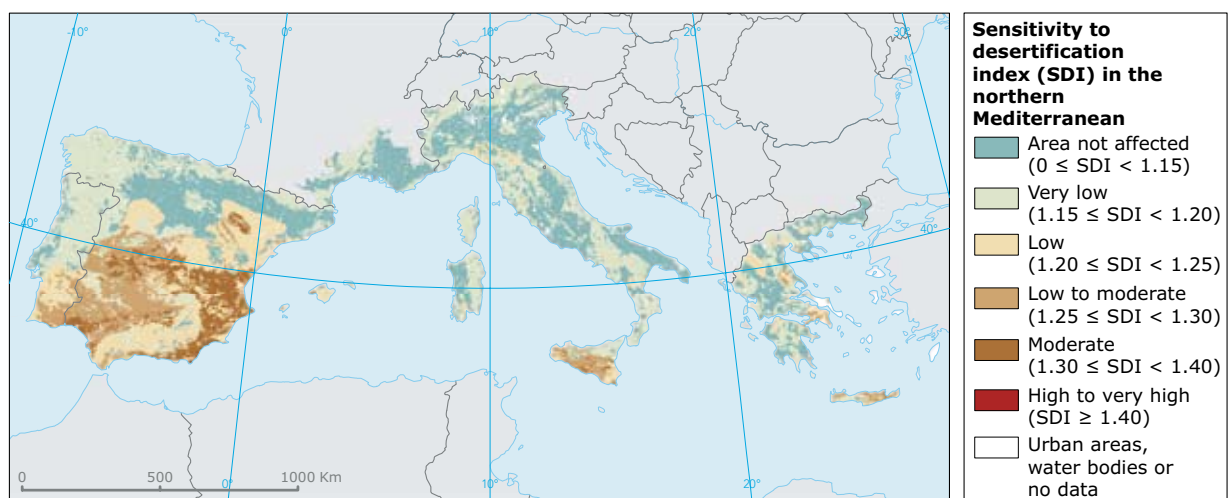 -10°
0°
10°
20°
30°
40°
40°
0
500
1000 Km
0°
10°
20°
Sensitivity to
desertification
index (SDI) in the
northern
Mediterranean
Area not affected
(0 ≤ SDI < 1.15)
Very low
(1.15 ≤ SDI < 1.20)
Low
(1.20 ≤ SDI < 1.25)
Low to moderate
(1.25 ≤ SDI < 1.30)
Moderate
(1.30 ≤ SDI < 1.40)
High to very high
(SDI ≥ 1.40)
Urban areas,
water bodies or
no data